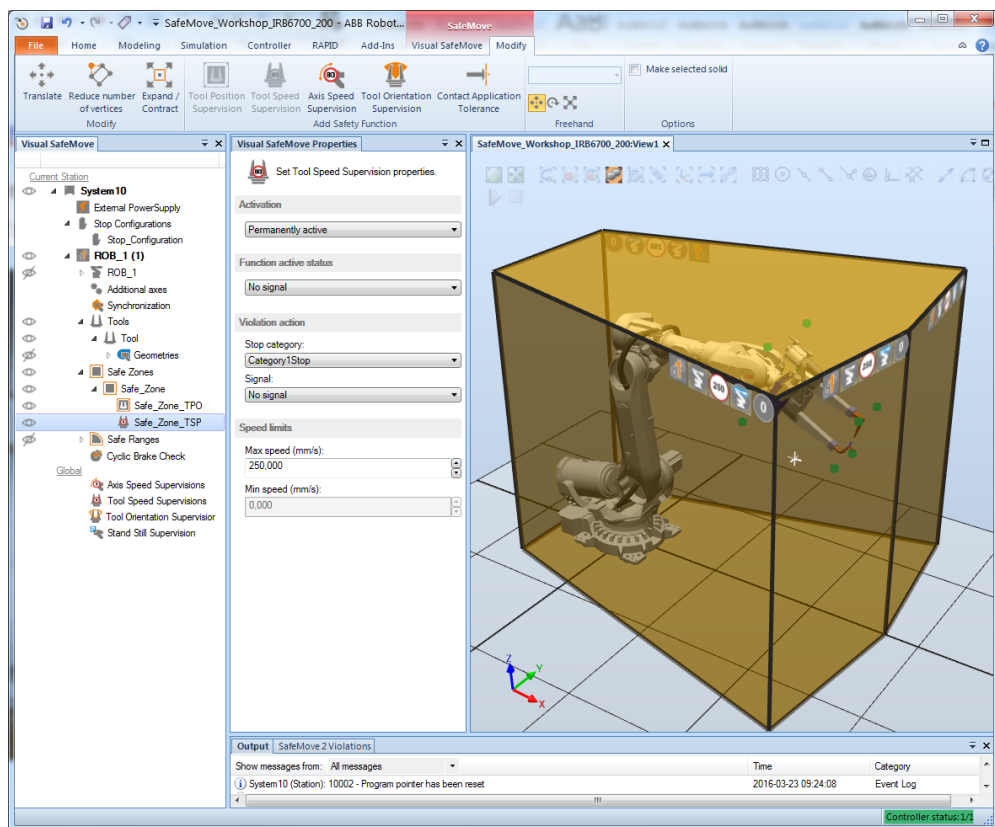 SafeMove_Workshop_IRB6700_200 - ABB Robot...
SafeMove
File Home Modeling Simulation Controller RAPID Add-Ins Visual SafeMove Modify
Make selected solid
Translate Reduce number of vertices Expand / Contract Tool Position Supervision Tool Speed Supervision Axis Speed Supervision Tool Orientation Supervision Contact Application Tolerance
Modify Add Safety Function Freehand Options
Visual SafeMove
Current Station
System10
External PowerSupply
Stop Configurations
Stop_Configuration
ROB_1 (1)
ROB_1
Additional axes
Synchronization
Tools
Tool
Geometries
Safe Zones
Safe_Zone
Safe_Zone_TPO
Safe_Zone_TSP
Safe Ranges
Cyclic Brake Check
Global
Axis Speed Supervisions
Tool Speed Supervisions
Tool Orientation Supervisior
Stand Still Supervision
Visual SafeMove Properties
Set Tool Speed Supervision properties.
Activation
Permanently active
Function active status
No signal
Violation action
Stop category:
Category1Stop
Signal:
No signal
Speed limits
Max speed (mm/s):
250,000
Min speed (mm/s):
0,000
SafeMove_Workshop_IRB6700_200:View1
250
0
250
0
Z
Y
X
Output SafeMove 2 Violations
Show messages from: All messages Time Category
System10 (Station): 10002 - Program pointer has been reset 2016-03-23 09:24:08 Event Log
Controller status: 1/1